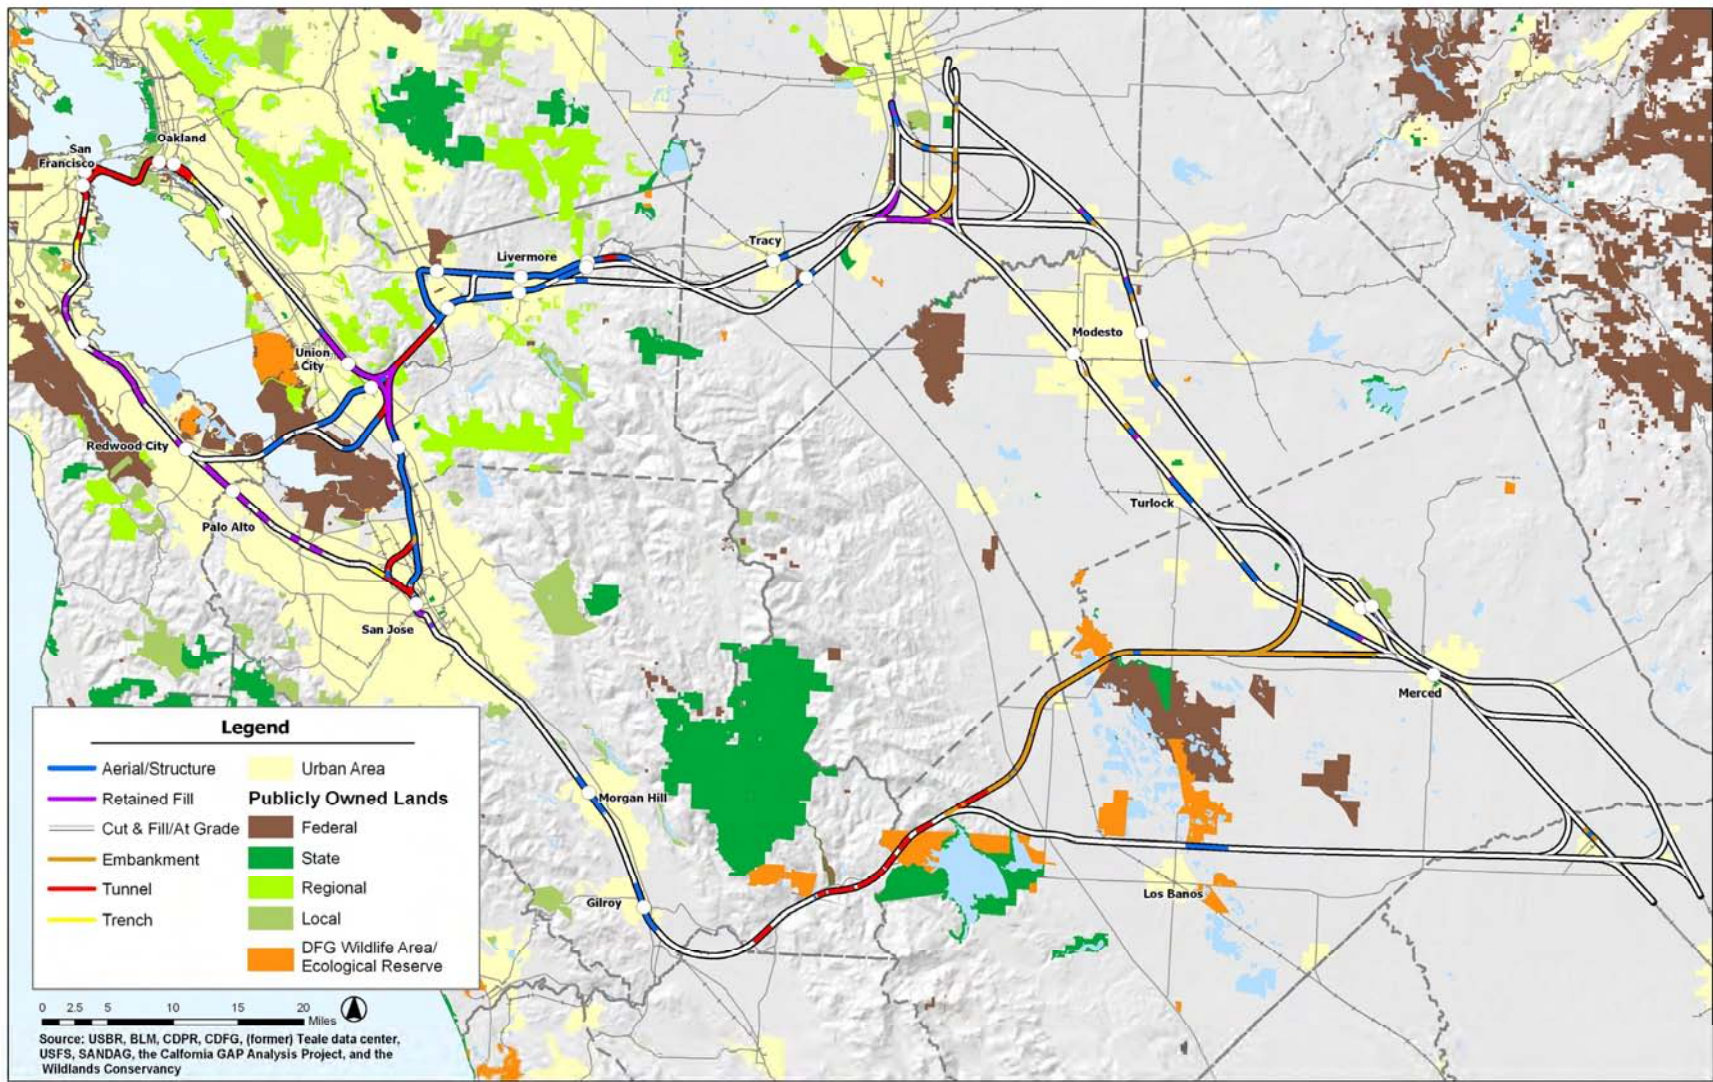 Oakland
San
Francisco
Livermore
Tracy
Union
City
Modesto
Redwood City
Palo Alto
Turlock
San Jose
Merced
Morgan Hill
Gilroy
Los Banos
Legend
Aerial/Structure
Retained Fill
Cut & Fill/At Grade
Embankment
Tunnel
Trench
Urban Area
Publicly Owned Lands
Federal
State
Regional
Local
DFG Wildlife Area/
Ecological Reserve
0 2.5 5 10 15 20
Miles
Source: USBR, BLM, CDPR, CDFG, (former) Teale data center,
USFS, SANDAG, the Calfornia GAP Analysis Project, and the
Wildlands Conservancy